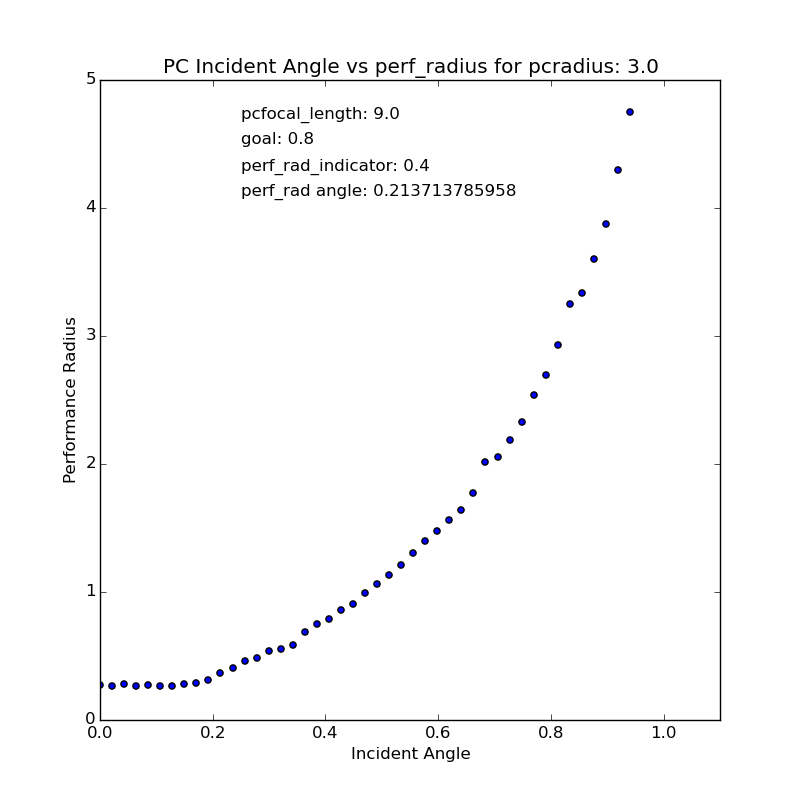 PC Incident Angle vs perf_radius for pcradius: 3.0
5
pcfocal_length: 9.0
goal: 0.8
perf_rad_indicator: 0.4
perf_rad angle: 0.213713785958
4
3
Performance Radius
2
1
0
0.0 0.2 0.4 0.6 0.8 1.0
Incident Angle